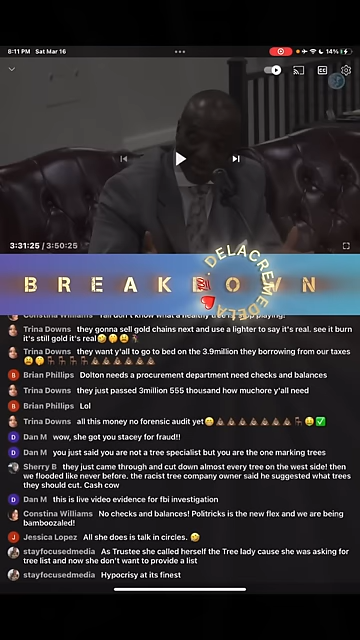 8:11 PM Sat Mar 16
14%
CC
3:31:25 / 3:50:25
DELACREMEDELA
BREAKDOWN
Constina Williams Yall don't know what a healthy
Trina Downs they gonna sell gold chains next and use a lighter to say it's real. see it burn
it's still gold it's real🤣🤭😩🚶🏾
Trina Downs they want y'all to go to bed on the 3.9million they borrowing from our taxes
Brian Phillips Dolton needs a procurement department need checks and balances
Trina Downs they just passed 3million 555 thousand how muchore y'all need
Brian Phillips Lol
Trina Downs all this money no forensic audit yet
Dan M wow, she got you stacey for fraud!!
Dan M you just said you are not a tree specialist but you are the one marking trees
Sherry B they just came through and cut down almost every tree on the west side! then
we flooded like never before. the racist tree company owner said he suggested what trees
they should cut. Cash cow
Dan M this is live video evidence for fbi investigation
Constina Williams No checks and balances! Politricks is the new flex and we are being
bamboozaled!
Jessica Lopez All she does is talk in circles. 🤣
stayfocusedmedia As Trustee she called herself the Tree lady cause she was asking for
tree list and now she don't want to provide a list
stayfocusedmedia Hypocrisy at its finest